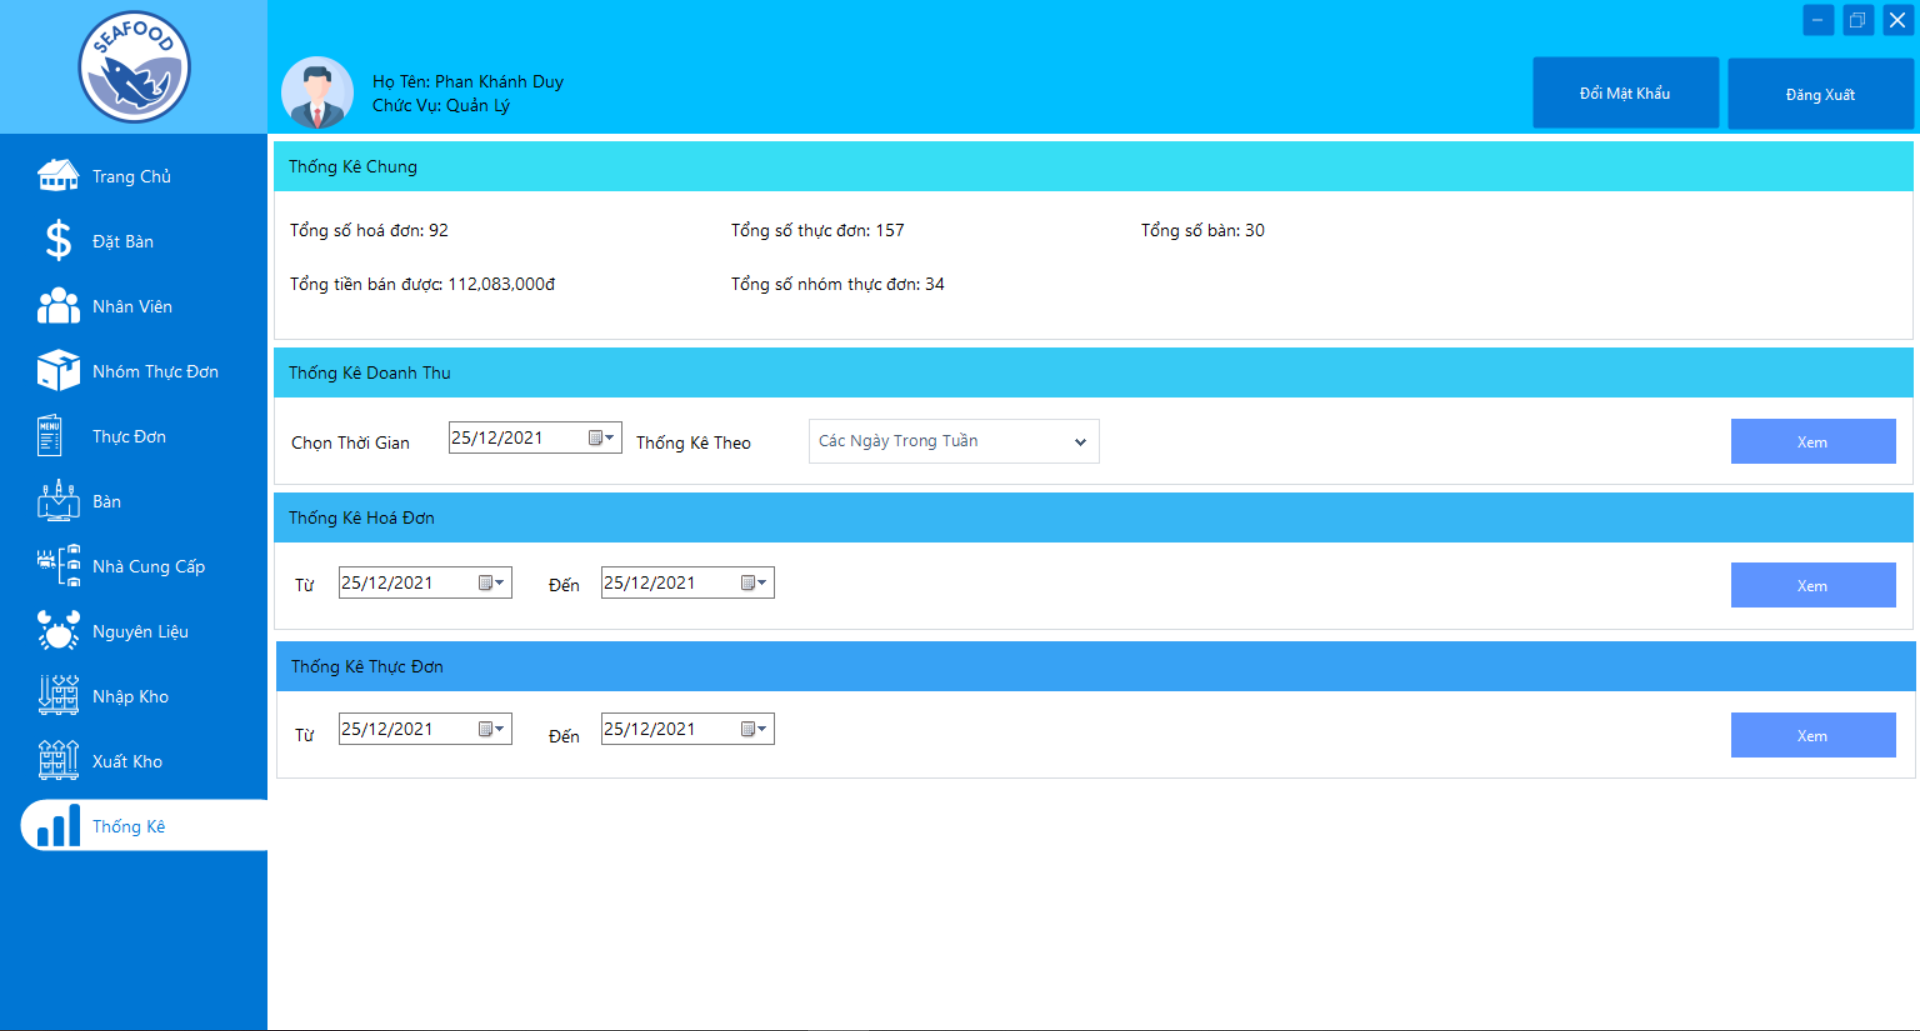 SEAFOOD
Họ Tên: Phan Khánh Duy
Chức Vụ: Quản Lý
Đổi Mật Khẩu
Đăng Xuất
Trang Chủ
Đặt Bàn
Nhân Viên
Nhóm Thực Đơn
MENU
Thực Đơn
Bàn
Nhà Cung Cấp
Nguyên Liệu
Nhập Kho
Xuất Kho
Thống Kê
Thống Kê Chung
Tổng số hoá đơn: 92 Tổng số thực đơn: 157 Tổng số bàn: 30
Tổng tiền bán được: 112,083,000đ Tổng số nhóm thực đơn: 34
Thống Kê Doanh Thu
Chọn Thời Gian 25/12/2021 Thống Kê Theo Các Ngày Trong Tuần Xem
Thống Kê Hoá Đơn
Từ 25/12/2021 Đến 25/12/2021 Xem
Thống Kê Thực Đơn
Từ 25/12/2021 Đến 25/12/2021 Xem